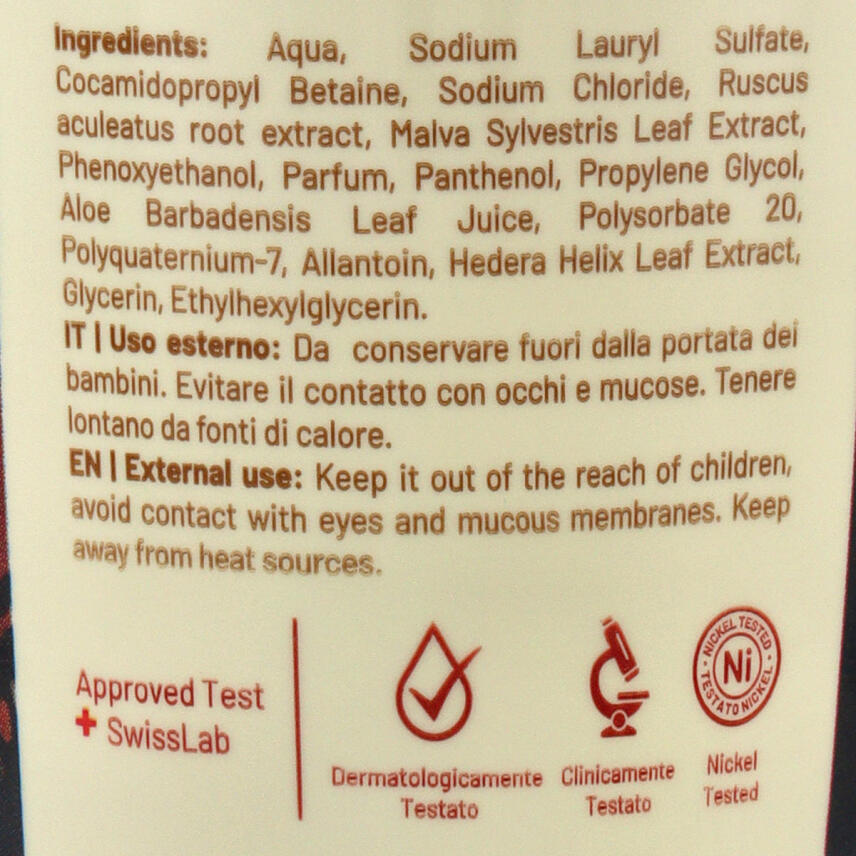 Ingredients: Aqua, Sodium Lauryl Sulfate,
Cocamidopropyl Betaine, Sodium Chloride, Ruscus
aculeatus root extract, Malva Sylvestris Leaf Extract,
Phenoxyethanol, Parfum, Panthenol, Propylene Glycol,
Aloe Barbadensis Leaf Juice, Polysorbate 20,
Polyquaternium-7, Allantoin, Hedera Helix Leaf Extract,
Glycerin, Ethylhexylglycerin.
IT | Uso esterno: Da conservare fuori dalla portata dei
bambini. Evitare il contatto con occhi e mucose. Tenere
lontano da fonti di calore.
EN | External use: Keep it out of the reach of children,
avoid contact with eyes and mucous membranes. Keep
away from heat sources.
Approved Test
+ SwissLab
Dermatologicamente
Testato
Clinicamente
Testato
NICKEL TESTED
Ni
TESTATO NICKEL
Nickel
Tested